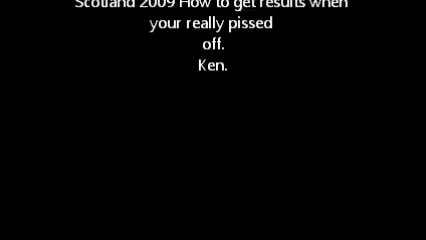 Scotland 2009 How to get results when
your really pissed
off.
Ken.